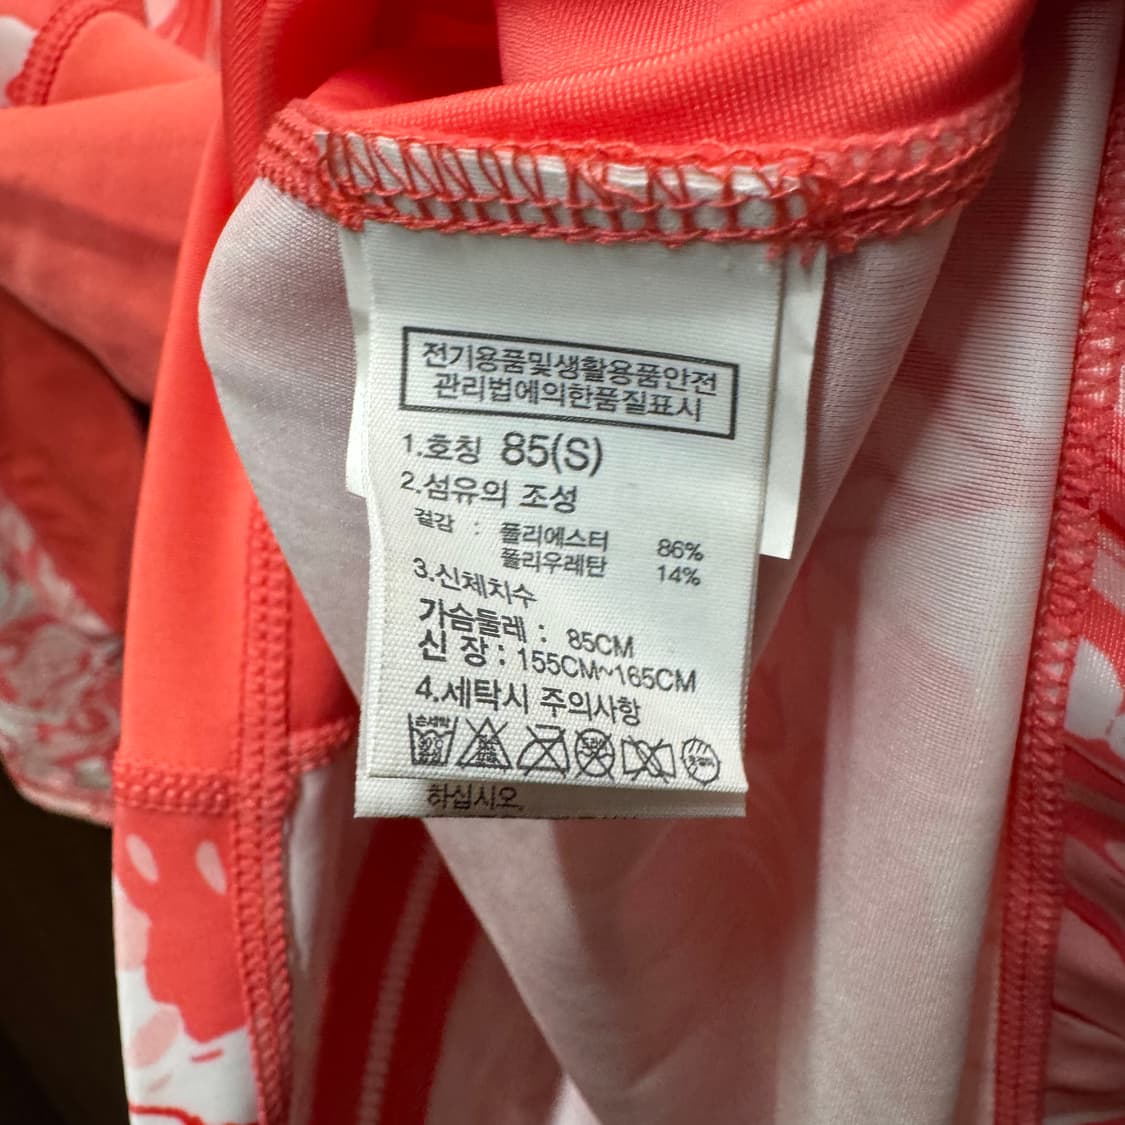 전기용품및생활용품안전
관리법에의한품질표시
1.호칭 85(S)
2.섬유의 조성
겉감 : 폴리에스터 86%
폴리우레탄 14%
3.신체치수
가슴둘레 : 85CM
신 장 : 155CM~165CM
4.세탁시 주의사항
손세탁
하십시오.